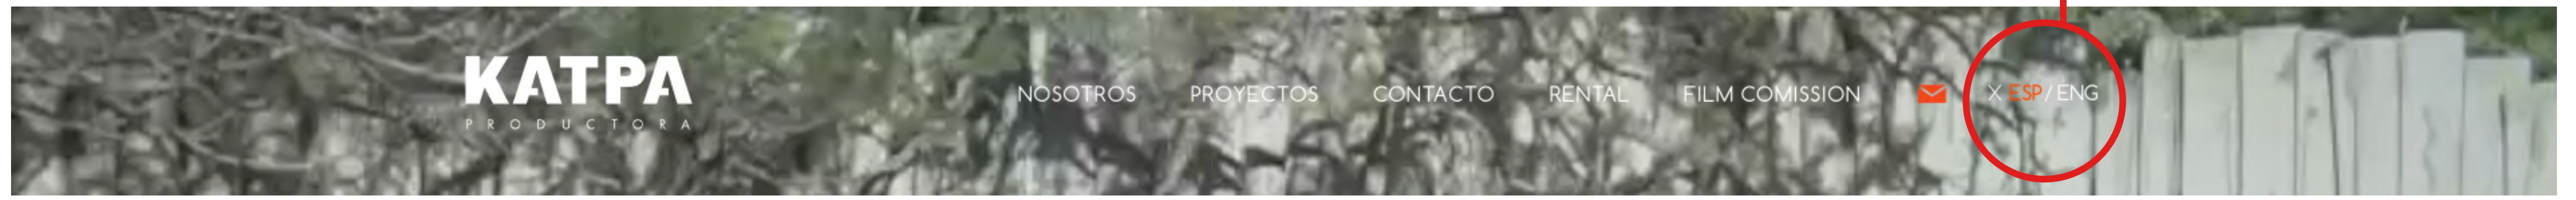 KATPA
PRODUCTORA
NOSOTROS PROYECTOS CONTACTO RENTAL FILM COMISSION X ESP/ENG